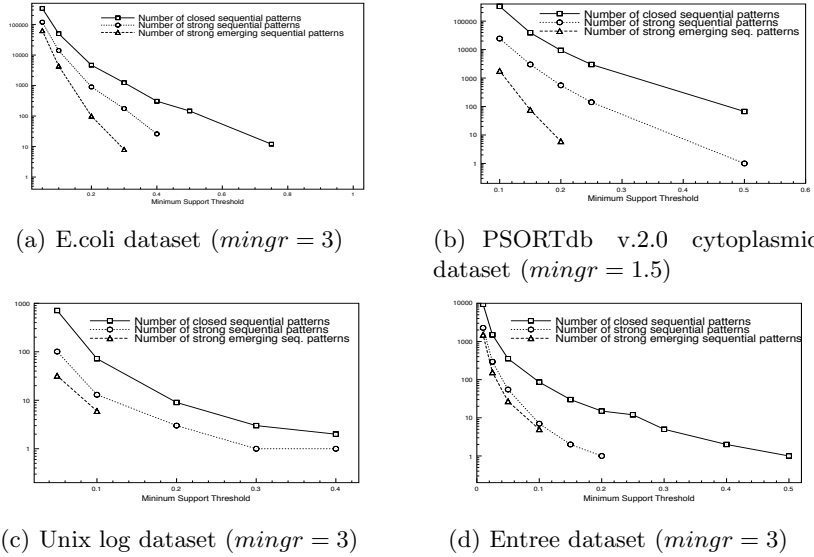 100000
10000
1000
100
10
1
Number of closed sequential patterns
Number of strong sequential patterns
Number of strong emerging sequential patterns
0.2
0.4
0.6
0.8
1
Minimum Support Threshold
(a) E.coli dataset (mingr = 3)
100000
10000
1000
100
10
1
Number of closed sequential patterns
Number of strong sequential patterns
Number of strong emerging seq. patterns
0.1
0.2
0.3
0.4
0.5
0.6
Minimum Support Threshold
(b) PSORTdb v.2.0 cytoplasmic
dataset (mingr = 1.5)
1000
100
10
1
Number of closed sequential patterns
Number of strong sequential patterns
Number of strong emerging seq. patterns
0.1
0.2
0.3
0.4
Minimum Support Threshold
(c) Unix log dataset (mingr = 3)
10000
1000
100
10
1
Number of closed sequential patterns
Number of strong sequential patterns
Number of strong emerging sequential patterns
0
0.1
0.2
0.3
0.4
0.5
Minimum Support Threshold
(d) Entree dataset (mingr = 3)